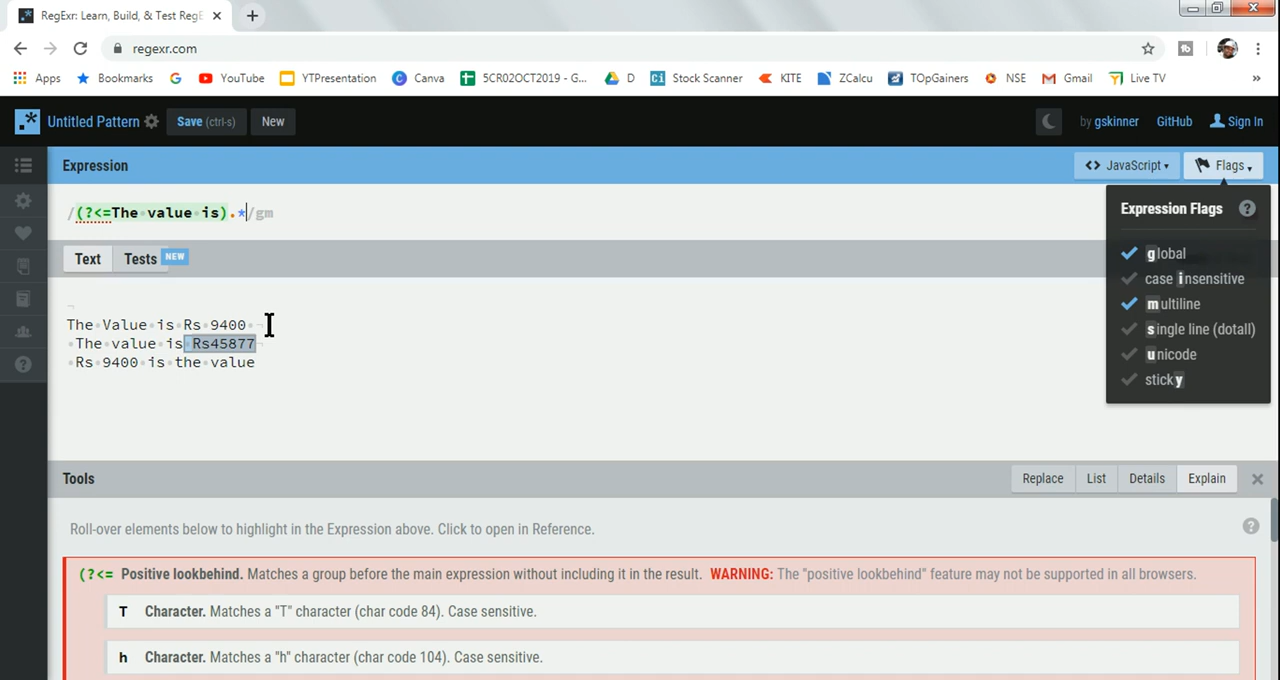 RegExr: Learn, Build, & Test RegE
regexr.com
Apps Bookmarks YouTube YTPresentation Canva 5CR02OCT2019 - G... D Stock Scanner KITE ZCalcu TOpGainers NSE Gmail Live TV »
Untitled Pattern Save (ctrl-s) New by gskinner GitHub Sign In
Expression <> JavaScript Flags
/(?<=The value is).*/gm
Expression Flags ?
Text Tests NEW
global
case insensitive
The Value is Rs 9400
multiline
The value is Rs45877
single line (dotall)
Rs 9400 is the value
unicode
sticky
Tools Replace List Details Explain
Roll-over elements below to highlight in the Expression above. Click to open in Reference. ?
(?<= Positive lookbehind. Matches a group before the main expression without including it in the result. WARNING: The "positive lookbehind" feature may not be supported in all browsers.
T Character. Matches a "T" character (char code 84). Case sensitive.
h Character. Matches a "h" character (char code 104). Case sensitive.